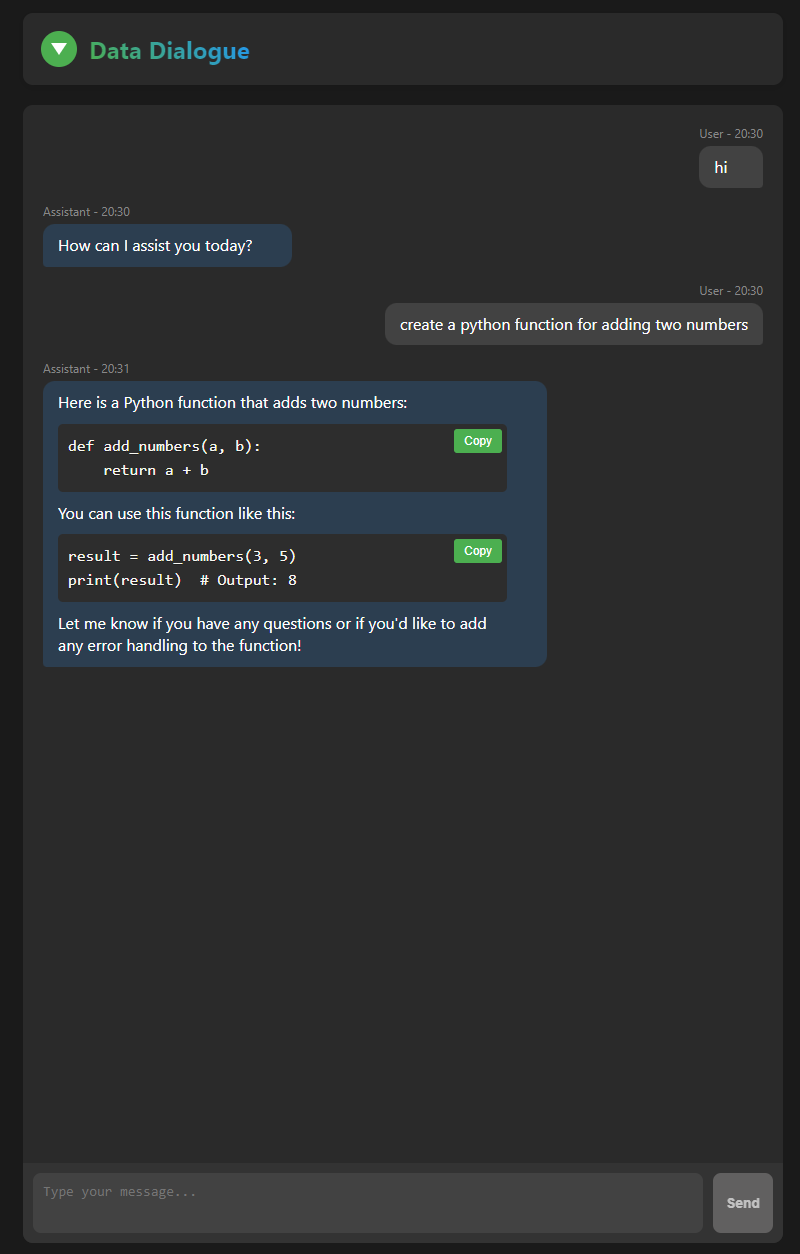 Data Dialogue
User - 20:30
hi
Assistant - 20:30
How can I assist you today?
User - 20:30
create a python function for adding two numbers
Assistant - 20:31
Here is a Python function that adds two numbers:
Copy
def add_numbers(a, b):
    return a + b
You can use this function like this:
Copy
result = add_numbers(3, 5)
print(result)  # Output: 8
Let me know if you have any questions or if you'd like to add
any error handling to the function!
Type your message...
Send